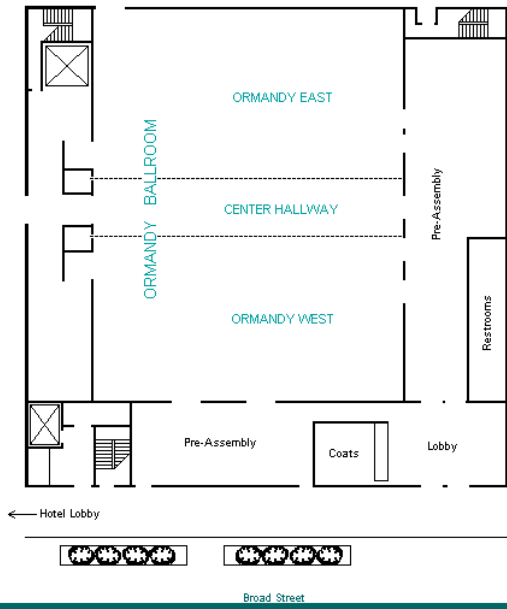 ORMANDY EAST
ORMANDY BALLROOM
CENTER HALLWAY
Pre-Assembly
ORMANDY WEST
Restrooms
Pre-Assembly
Coats
Lobby
Hotel Lobby
Broad Street